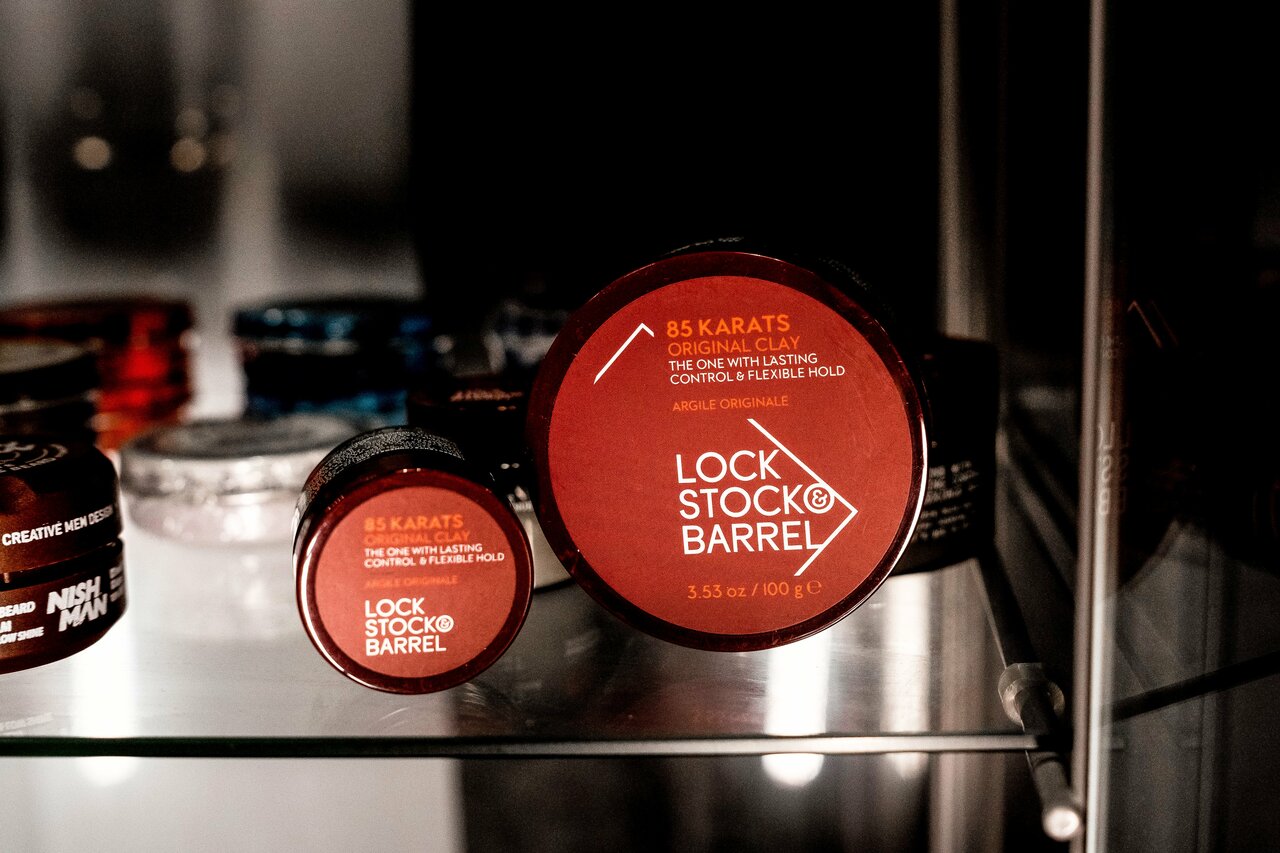 85 KARATS
ORIGINAL CLAY
THE ONE WITH LASTING
CONTROL & FLEXIBLE HOLD
ARGILE ORIGINALE
LOCK
STOCK &
BARREL
3.53 oz / 100 g ℮
85 KARATS
ORIGINAL CLAY
THE ONE WITH LASTING
CONTROL & FLEXIBLE HOLD
ARGILE ORIGINALE
LOCK
STOCK &
BARREL
CREATIVE MEN DESIGN
BEARD
NISH
MAN